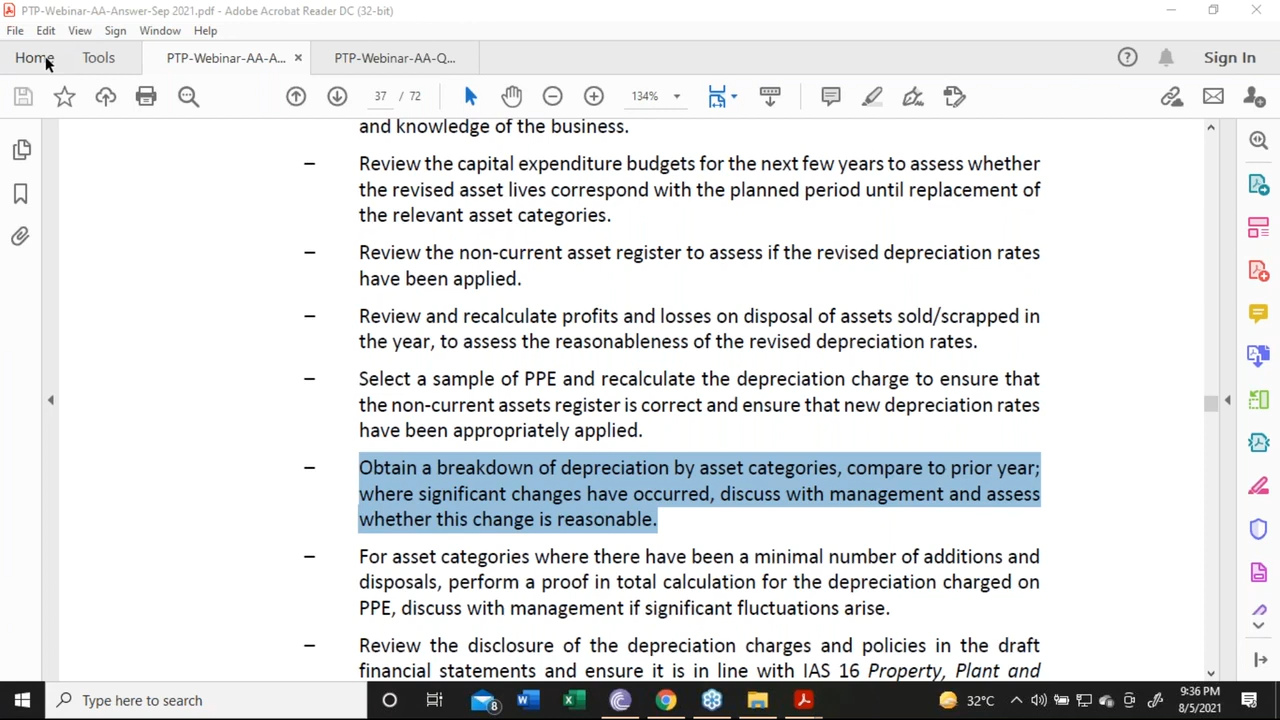 PTP-Webinar-AA-Answer-Sep 2021.pdf - Adobe Acrobat Reader DC (32-bit)
File Edit View Sign Window Help
Home Tools PTP-Webinar-AA-A... × PTP-Webinar-AA-Q... Sign In
37 / 72 134%
and knowledge of the business.
– Review the capital expenditure budgets for the next few years to assess whether
the revised asset lives correspond with the planned period until replacement of
the relevant asset categories.
– Review the non-current asset register to assess if the revised depreciation rates
have been applied.
– Review and recalculate profits and losses on disposal of assets sold/scrapped in
the year, to assess the reasonableness of the revised depreciation rates.
– Select a sample of PPE and recalculate the depreciation charge to ensure that
the non-current assets register is correct and ensure that new depreciation rates
have been appropriately applied.
– Obtain a breakdown of depreciation by asset categories, compare to prior year;
where significant changes have occurred, discuss with management and assess
whether this change is reasonable.
– For asset categories where there have been a minimal number of additions and
disposals, perform a proof in total calculation for the depreciation charged on
PPE, discuss with management if significant fluctuations arise.
– Review the disclosure of the depreciation charges and policies in the draft
financial statements and ensure it is in line with IAS 16 Property, Plant and
Type here to search 8 32°C 9:36 PM
8/5/2021